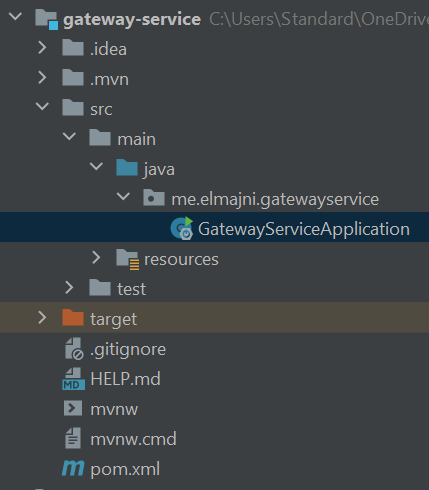 gateway-service C:\Users\Standard\OneDrive
.idea
.mvn
src
main
java
me.elmajni.gatewayservice
GatewayServiceApplication
resources
test
target
.gitignore
HELP.md
MD
mvnw
mvnw.cmd
pom.xml